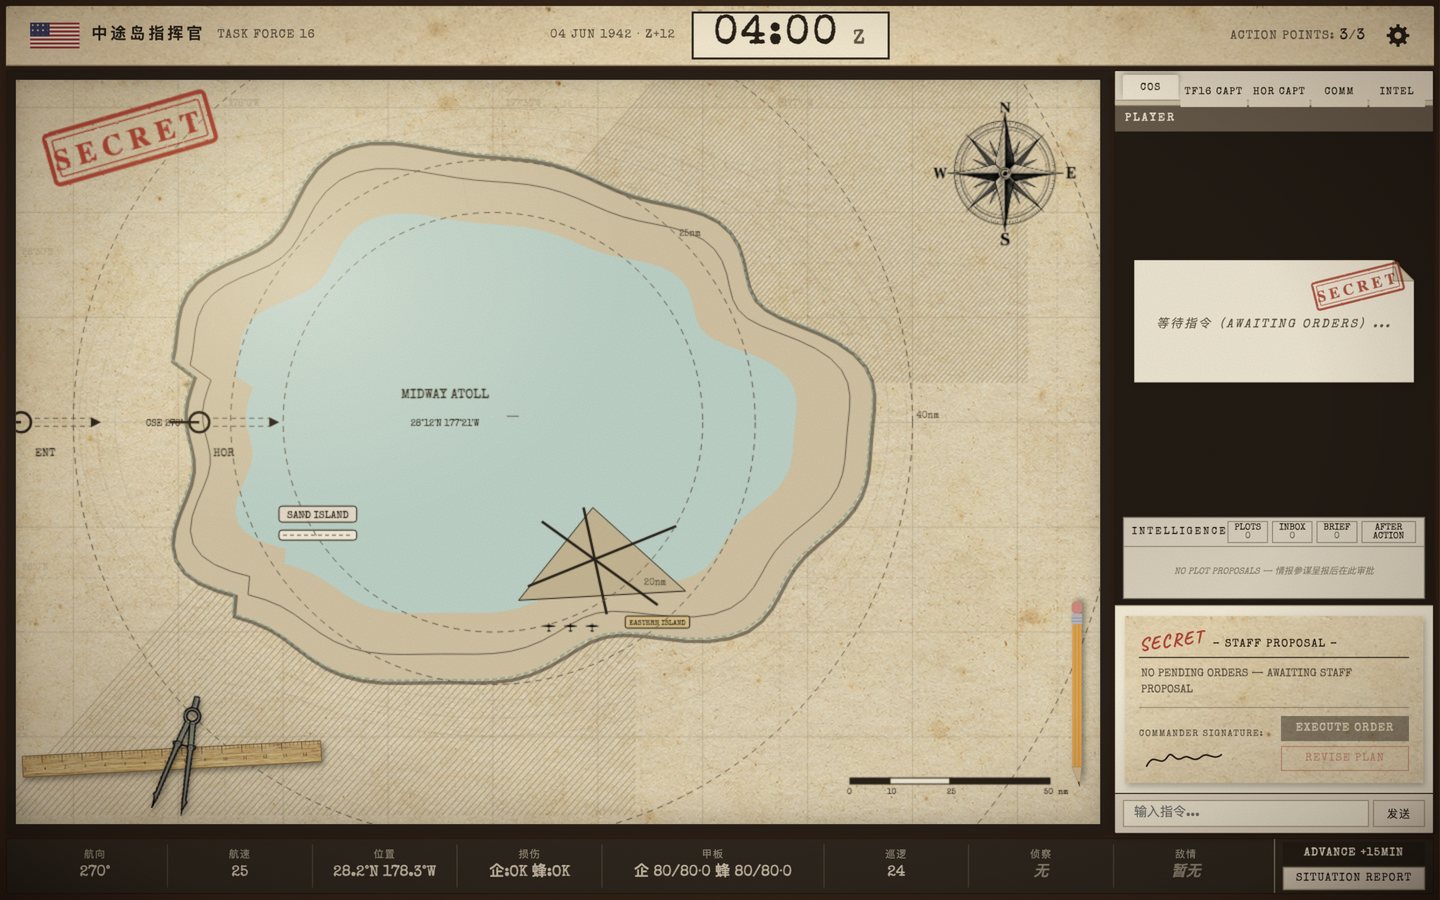 中途岛指挥官 TASK FORCE 16
04 JUN 1942 · Z+12
04:00 Z
ACTION POINTS: 3/3
SECRET
N
W E
S
25nm
MIDWAY ATOLL
28°12'N 177°21'W
40nm
ENT
HOR
SAND ISLAND
20nm
EASTERN ISLAND
0 10 25 50 nm
COS TF16 CAPT HOR CAPT COMM INTEL
PLAYER
SECRET
等待指令 (AWAITING ORDERS) ...
INTELLIGENCE
PLOTS 0
INBOX 0
BRIEF 0
AFTER ACTION
NO PLOT PROPOSALS — 情报参谋呈报后在此审批
SECRET – STAFF PROPOSAL –
NO PENDING ORDERS — AWAITING STAFF
PROPOSAL
COMMANDER SIGNATURE:
EXECUTE ORDER
REVISE PLAN
输入指令...
发送
航向
270°
航速
25
位置
28.2°N 178.3°W
损伤
企:OK 蜂:OK
甲板
企 80/80·0 蜂 80/80·0
巡逻
24
侦察
无
敌情
暂无
ADVANCE +15MIN
SITUATION REPORT